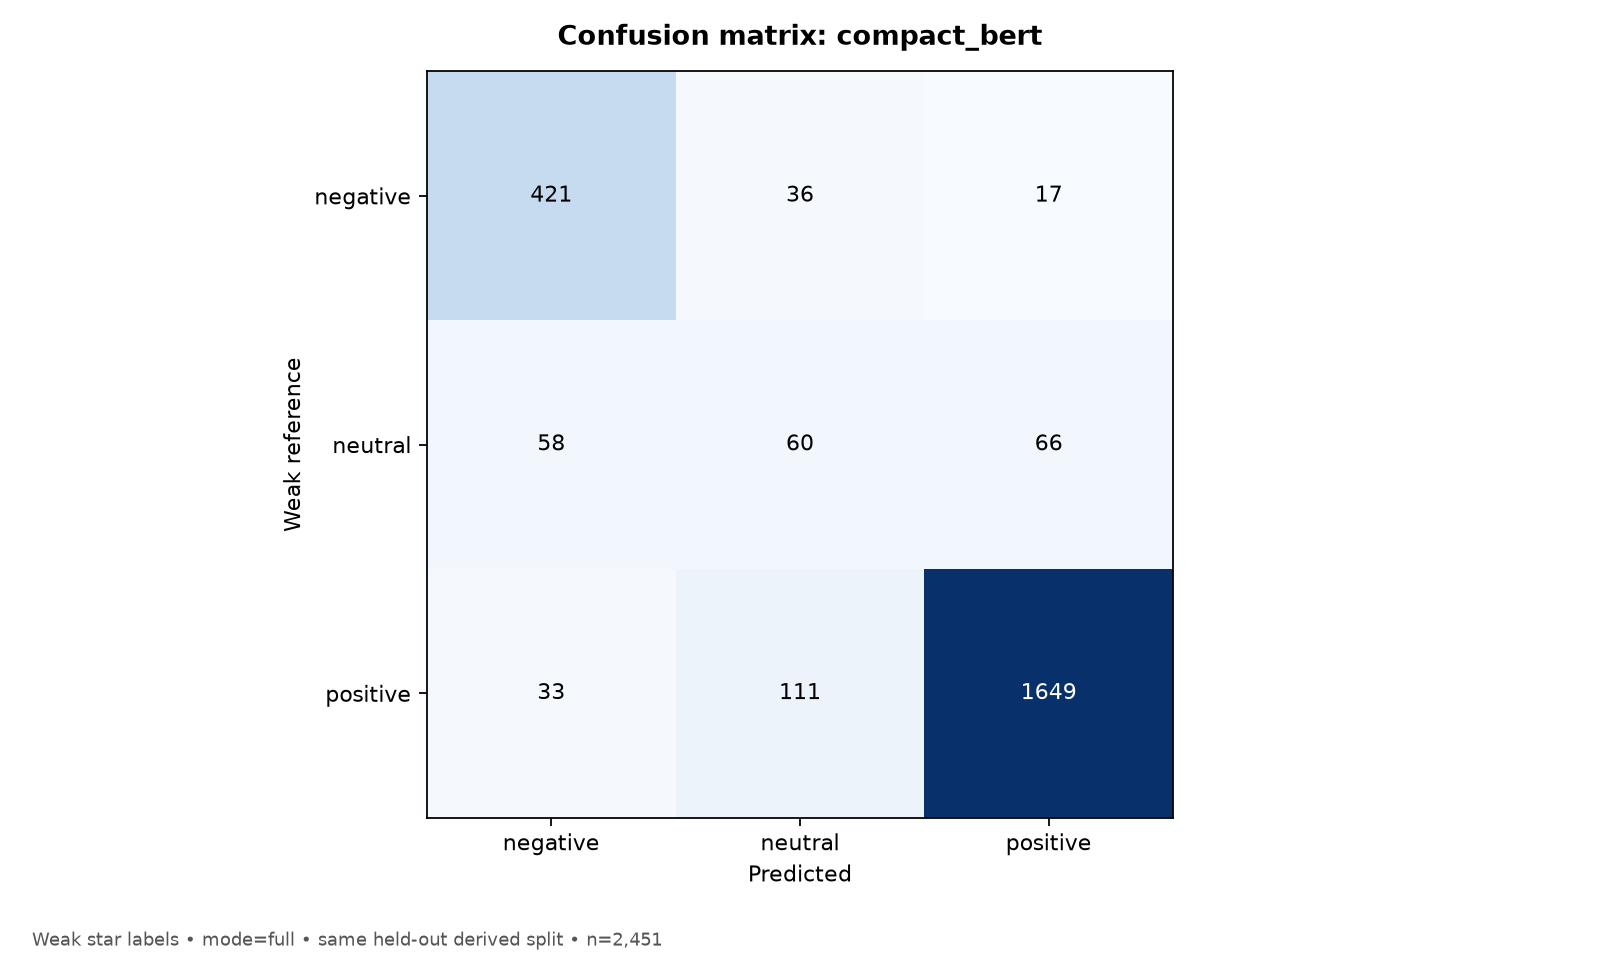 Confusion matrix: compact_bert
Weak reference
negative 421 36 17
neutral 58 60 66
positive 33 111 1649
negative neutral positive
Predicted
Weak star labels • mode=full • same held-out derived split • n=2,451